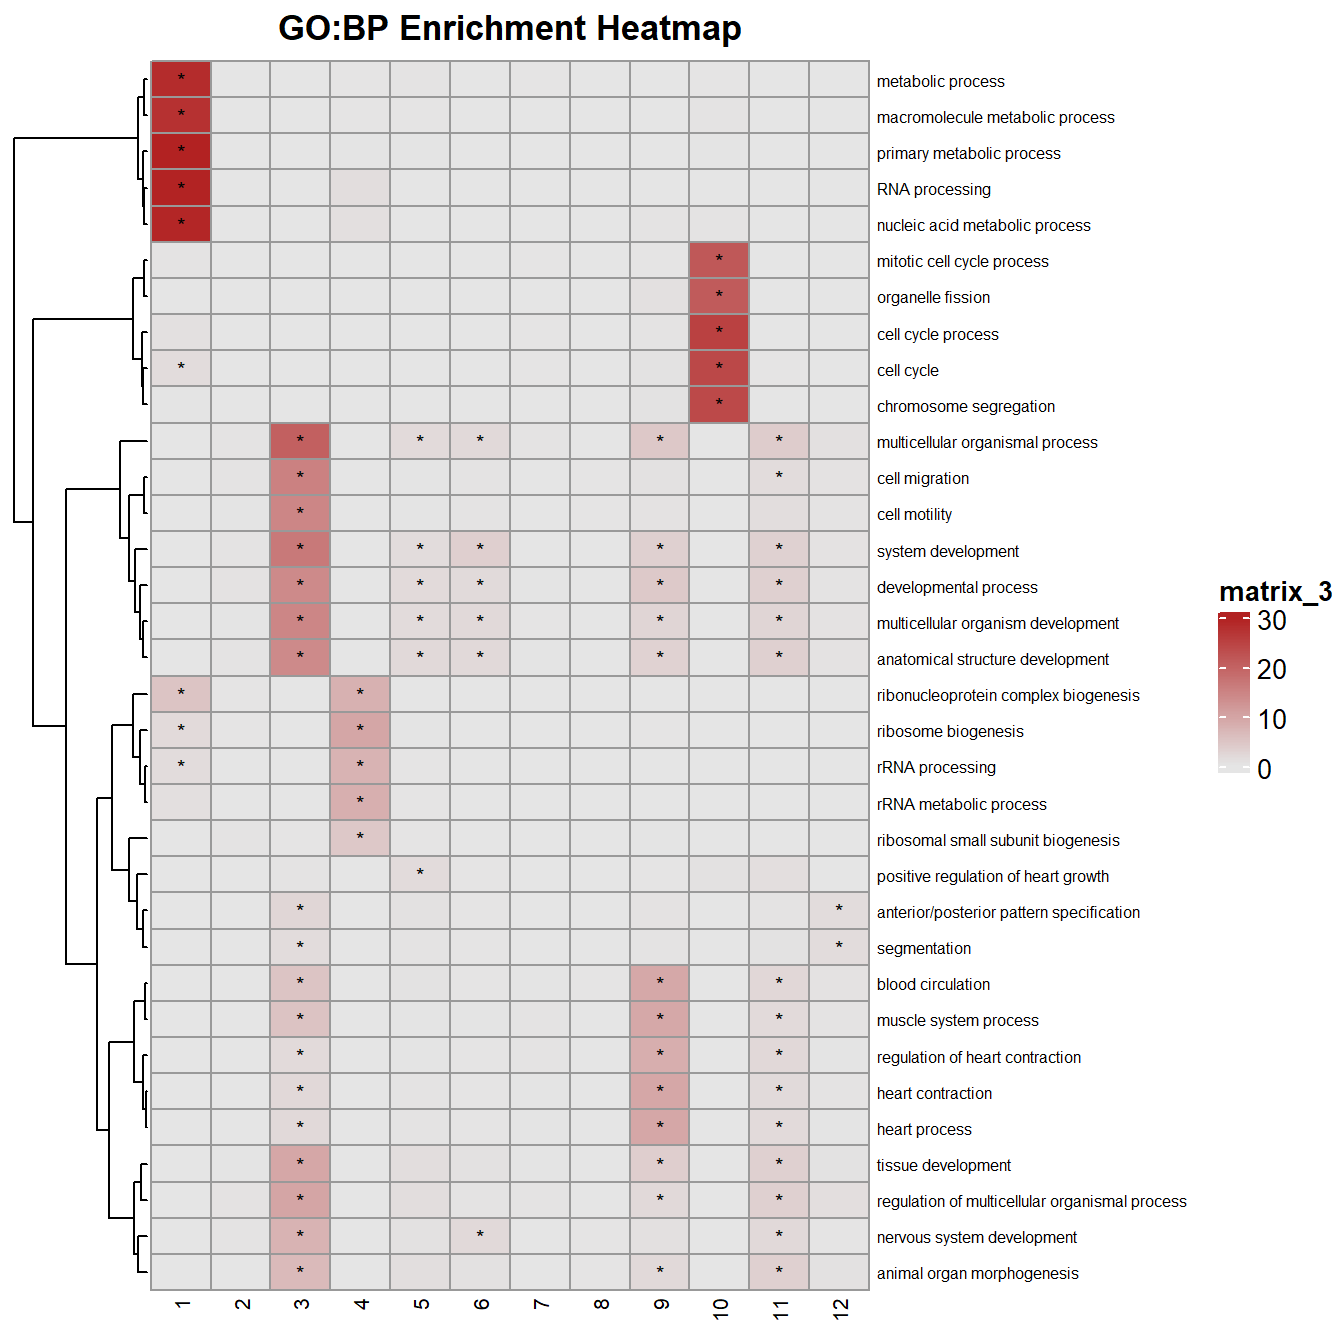 GO:BP Enrichment Heatmap
*
metabolic process
*
macromolecule metabolic process
*
primary metabolic process
*
RNA processing
*
nucleic acid metabolic process
*
mitotic cell cycle process
*
organelle fission
*
cell cycle process
* *
cell cycle
*
chromosome segregation
* * * * *
multicellular organismal process
* *
cell migration
*
cell motility
* * * * *
system development
* * * * *
developmental process
* * * * *
multicellular organism development
* * * * *
anatomical structure development
* *
ribonucleoprotein complex biogenesis
* *
ribosome biogenesis
* *
rRNA processing
*
rRNA metabolic process
*
ribosomal small subunit biogenesis
*
positive regulation of heart growth
* *
anterior/posterior pattern specification
* *
segmentation
* * *
blood circulation
* * *
muscle system process
* * *
regulation of heart contraction
* * *
heart contraction
* * *
heart process
* * *
tissue development
* * *
regulation of multicellular organismal process
* * *
nervous system development
* * *
animal organ morphogenesis
1 2 3 4 5 6 7 8 9 10 11 12
matrix_3
30
20
10
0